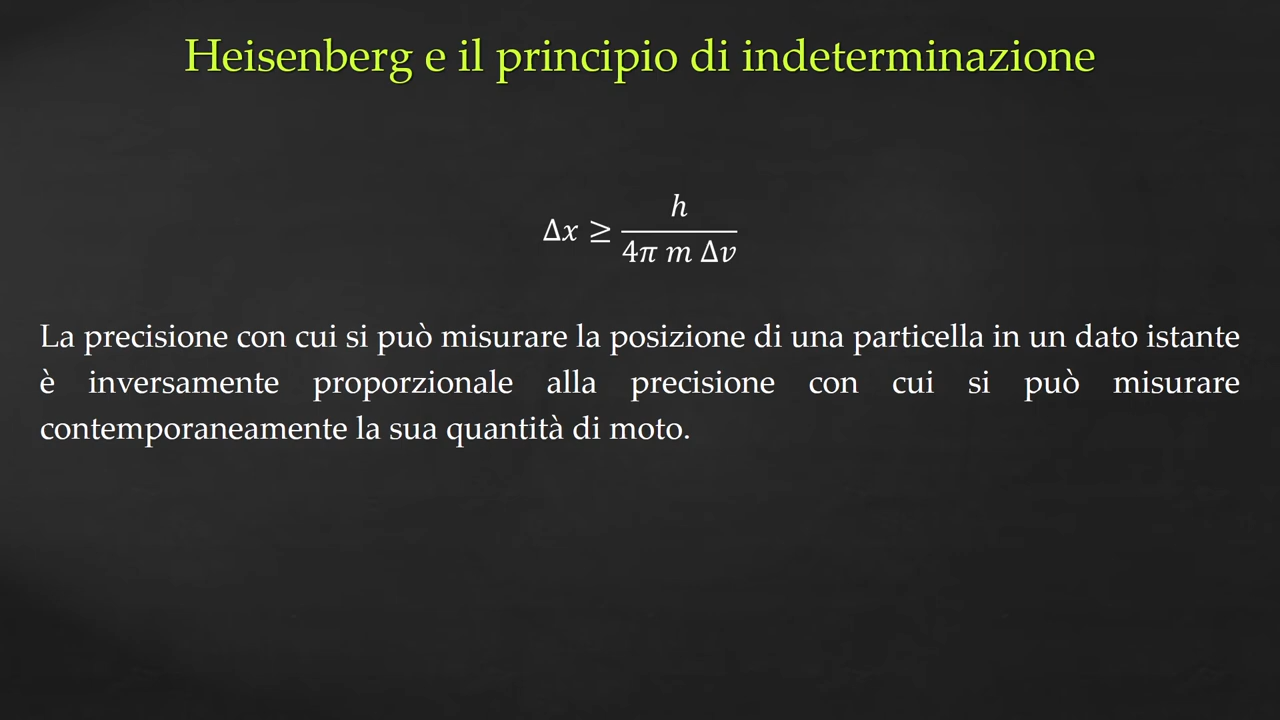 Heisenberg e il principio di indeterminazione
Δx ≥ h / (4π m Δv)
La precisione con cui si può misurare la posizione di una particella in un dato istante
è inversamente proporzionale alla precisione con cui si può misurare
contemporaneamente la sua quantità di moto.